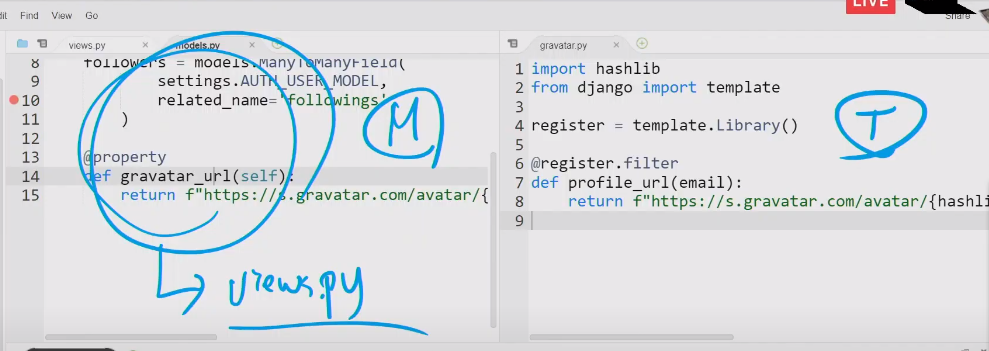 LIVE
Find View Go
Share
views.py models.py
8 followers = models.ManyToManyField(
9 settings.AUTH_USER_MODEL,
10 related_name='followings'
11 )
12
13 @property
14 def gravatar_url(self):
15 return f"https://s.gravatar.com/avatar/{
M
views.py
gravatar.py
1 import hashlib
2 from django import template
3
4 register = template.Library()
5
6 @register.filter
7 def profile_url(email):
8 return f"https://s.gravatar.com/avatar/{hashli
9
T